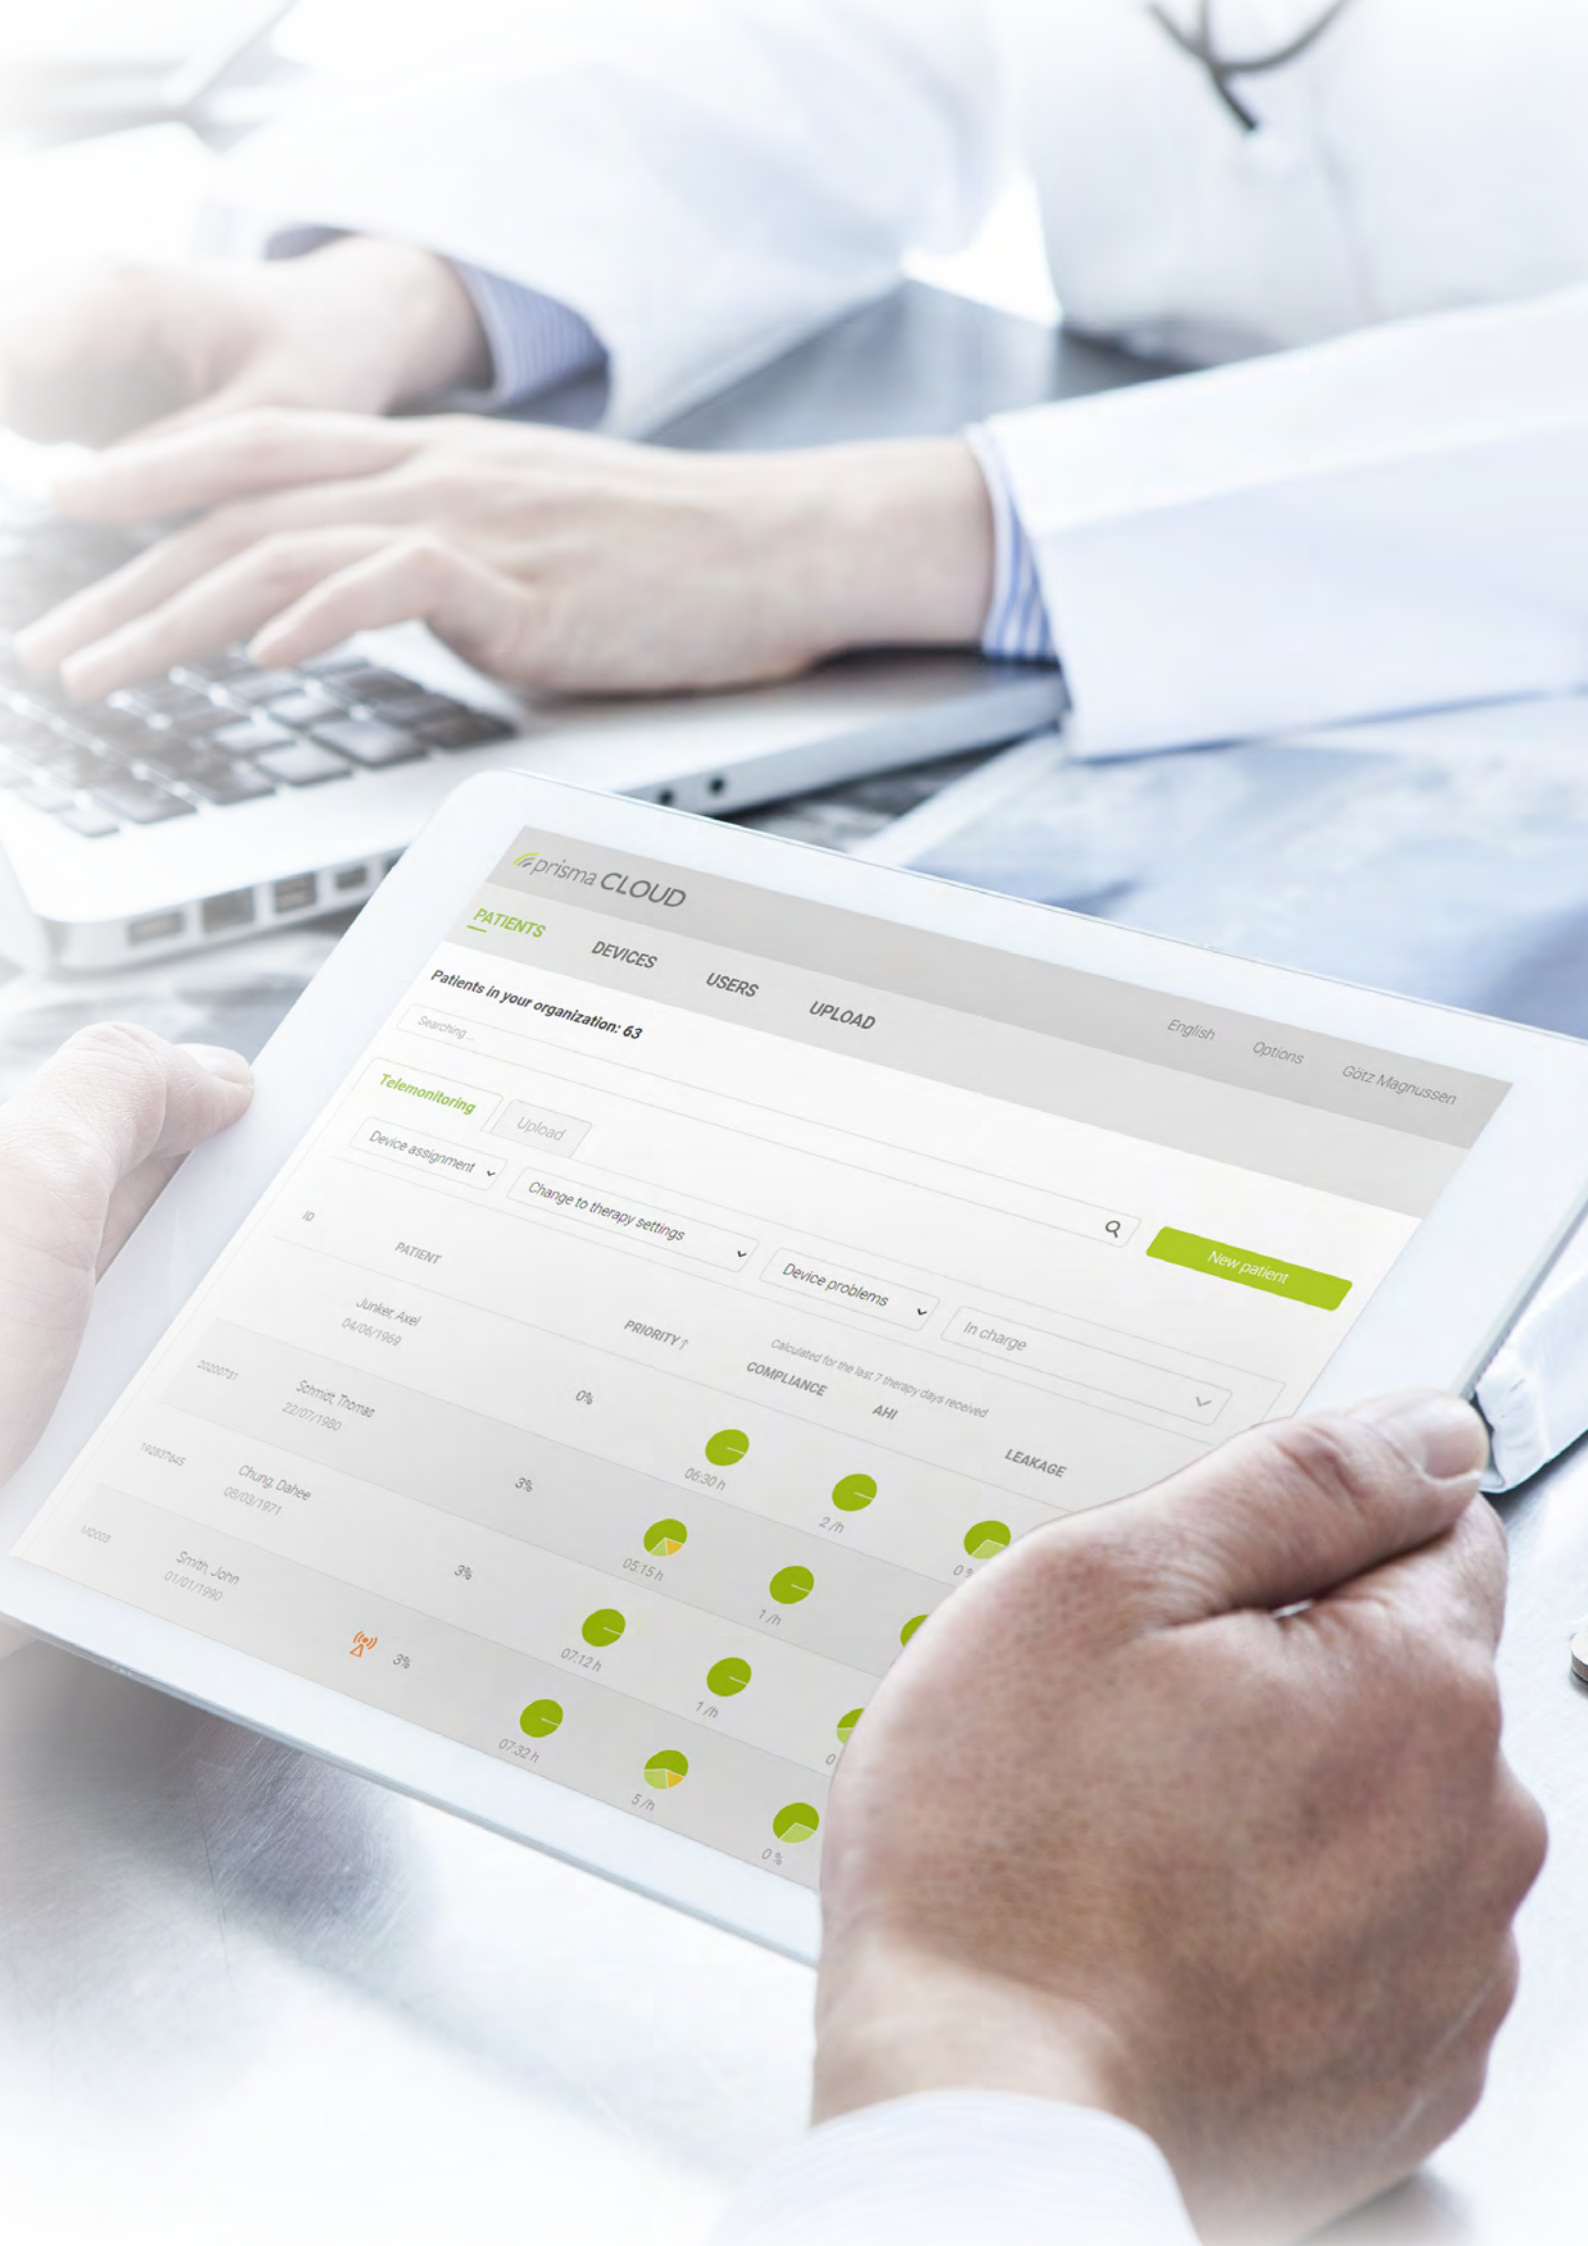 prisma CLOUD
English Options Götz Magnussen
PATIENTS DEVICES USERS UPLOAD
Patients in your organization: 63
Searching...
New patient
Telemonitoring Upload
Device assignment Change to therapy settings Device problems In charge
Calculated for the last 7 therapy days received
ID PATIENT PRIORITY ↑ COMPLIANCE AHI LEAKAGE
Junker, Axel 0% 06:30 h 2 /h 0 %
04/06/1969
20200731 Schmidt, Thomas 3% 05:15 h 1 /h
22/07/1980
192837645 Chung, Dahee 3% 07:12 h 1 /h 0
08/03/1971
MD003 Smith, John 3% 07:32 h 5 /h 0 %
01/01/1990